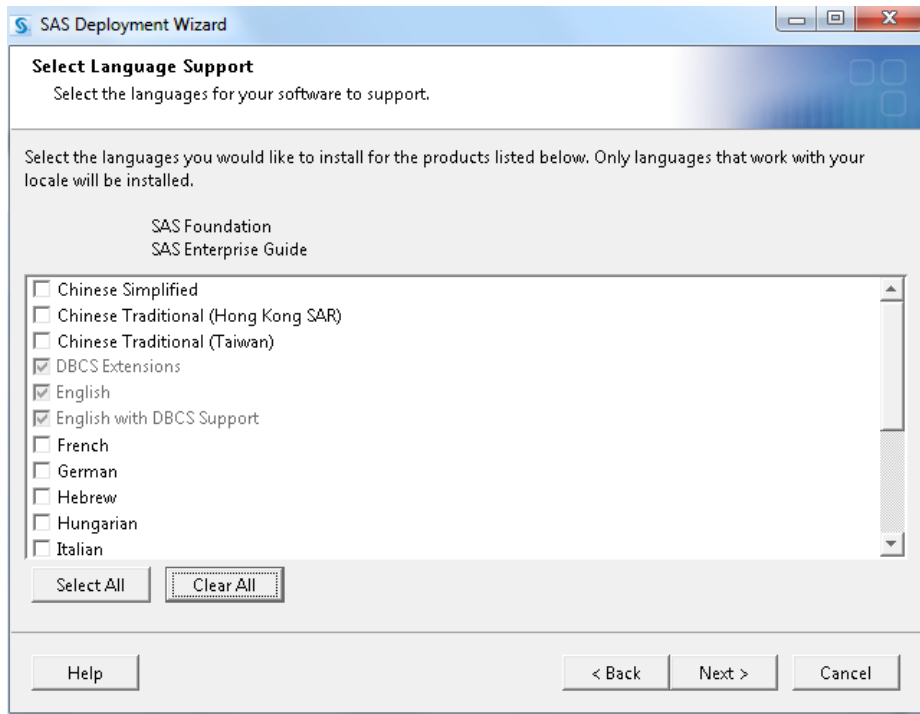 SAS Deployment Wizard
Select Language Support
Select the languages for your software to support.
Select the languages you would like to install for the products listed below. Only languages that work with your
locale will be installed.
SAS Foundation
SAS Enterprise Guide
Chinese Simplified
Chinese Traditional (Hong Kong SAR)
Chinese Traditional (Taiwan)
DBCS Extensions
English
English with DBCS Support
French
German
Hebrew
Hungarian
Italian
Select All
Clear All
Help
< Back
Next >
Cancel